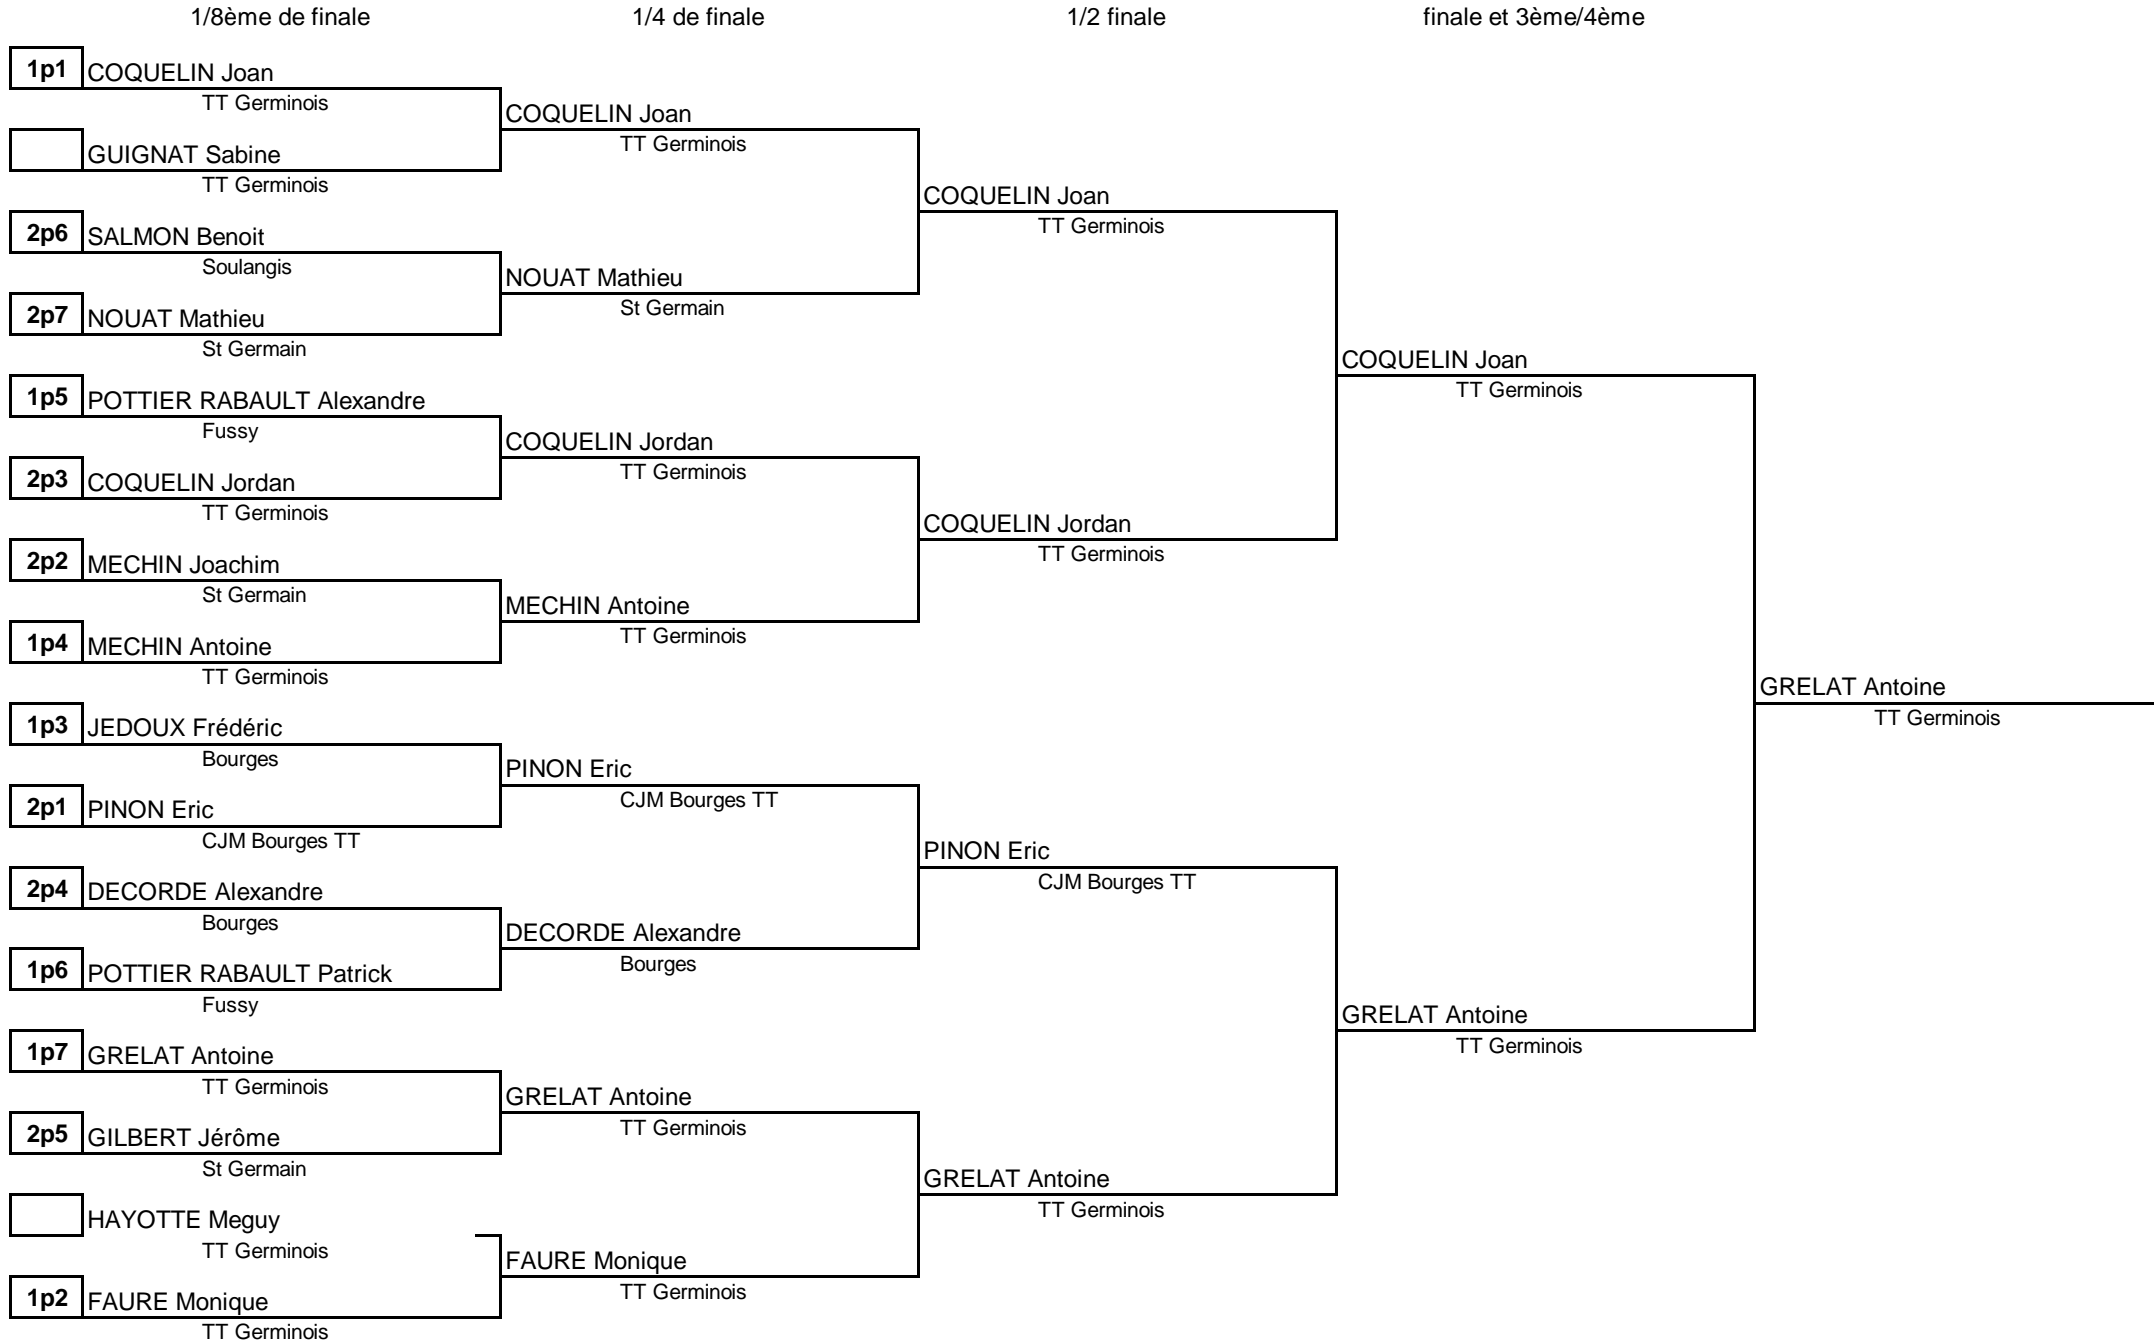 1/8ème de finale
1/4 de finale
1/2 finale
finale et 3ème/4ème
1p1 COQUELIN Joan
TT Germinois
GUIGNAT Sabine
TT Germinois
2p6 SALMON Benoit
Soulangis
2p7 NOUAT Mathieu
St Germain
1p5 POTTIER RABAULT Alexandre
Fussy
2p3 COQUELIN Jordan
TT Germinois
2p2 MECHIN Joachim
St Germain
1p4 MECHIN Antoine
TT Germinois
1p3 JEDOUX Frédéric
Bourges
2p1 PINON Eric
CJM Bourges TT
2p4 DECORDE Alexandre
Bourges
1p6 POTTIER RABAULT Patrick
Fussy
1p7 GRELAT Antoine
TT Germinois
2p5 GILBERT Jérôme
St Germain
HAYOTTE Meguy
TT Germinois
1p2 FAURE Monique
TT Germinois
COQUELIN Joan
TT Germinois
NOUAT Mathieu
St Germain
COQUELIN Jordan
TT Germinois
MECHIN Antoine
TT Germinois
PINON Eric
CJM Bourges TT
DECORDE Alexandre
Bourges
GRELAT Antoine
TT Germinois
FAURE Monique
TT Germinois
COQUELIN Joan
TT Germinois
COQUELIN Jordan
TT Germinois
PINON Eric
CJM Bourges TT
GRELAT Antoine
TT Germinois
COQUELIN Joan
TT Germinois
GRELAT Antoine
TT Germinois
GRELAT Antoine
TT Germinois